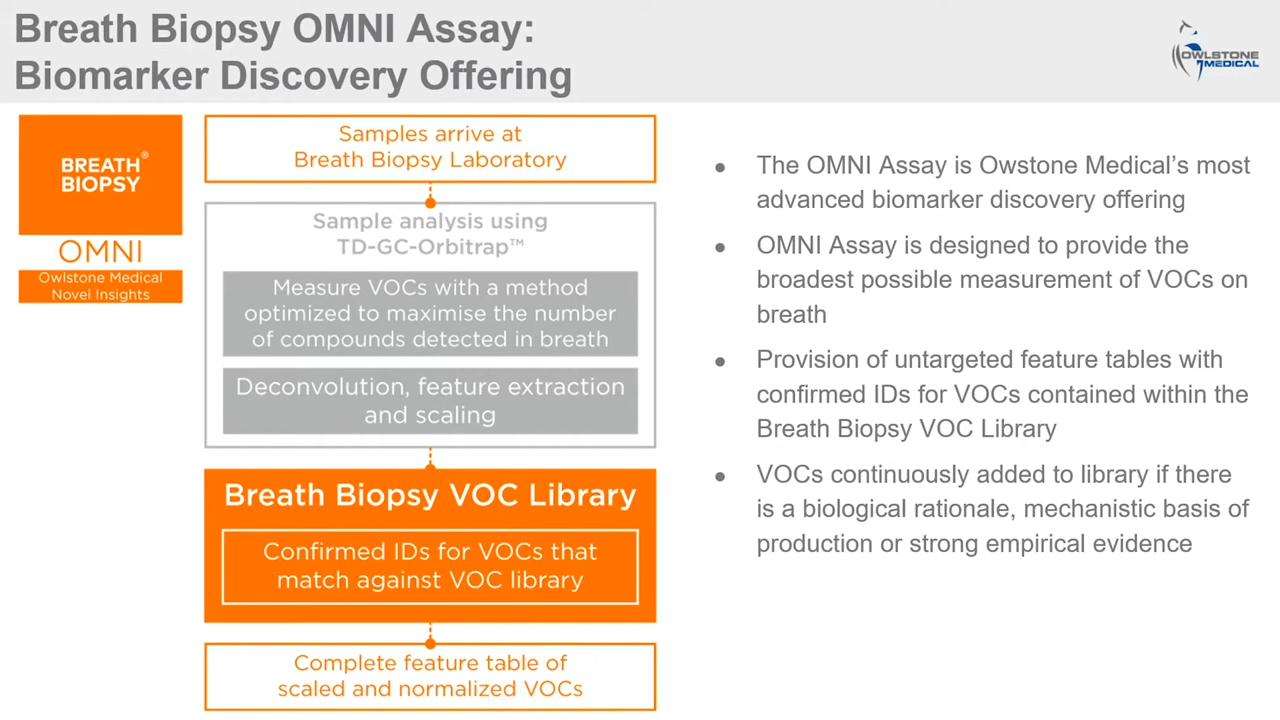 Breath Biopsy OMNI Assay:
Biomarker Discovery Offering
OWLSTONE
MEDICAL
BREATH®
BIOPSY
OMNI
Owlstone Medical
Novel Insights
Samples arrive at
Breath Biopsy Laboratory
Sample analysis using
TD-GC-Orbitrap™
Measure VOCs with a method
optimized to maximise the number
of compounds detected in breath
Deconvolution, feature extraction
and scaling
Breath Biopsy VOC Library
Confirmed IDs for VOCs that
match against VOC library
Complete feature table of
scaled and normalized VOCs
• The OMNI Assay is Owstone Medical's most
advanced biomarker discovery offering
• OMNI Assay is designed to provide the
broadest possible measurement of VOCs on
breath
• Provision of untargeted feature tables with
confirmed IDs for VOCs contained within the
Breath Biopsy VOC Library
• VOCs continuously added to library if there
is a biological rationale, mechanistic basis of
production or strong empirical evidence